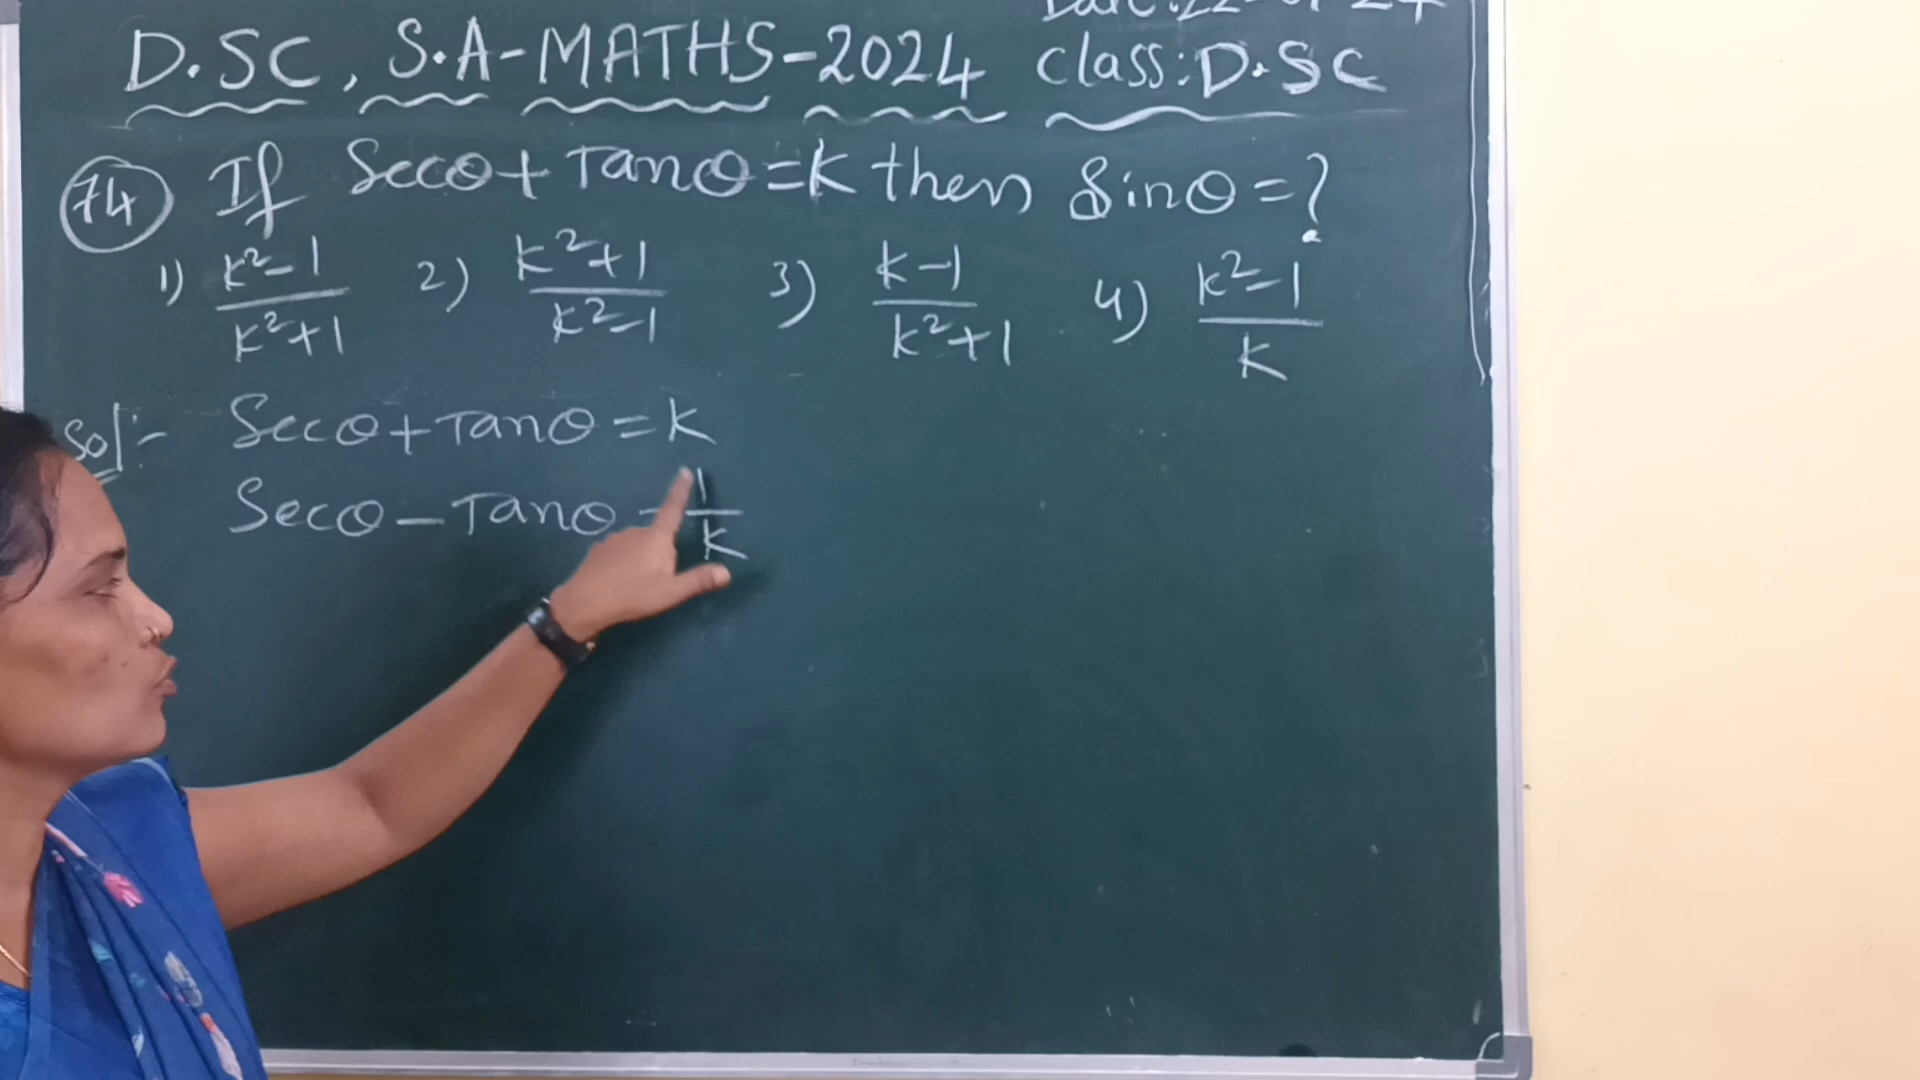 D.SC, S.A-MATHS-2024 class: D.SC
74 If Secθ+Tanθ=K then Sinθ=?
1) K²-1/K²+1 2) K²+1/K²-1 3) K-1/K²+1 4) K²-1/K
Sol:- Secθ+Tanθ=K
Secθ-Tanθ=1/K